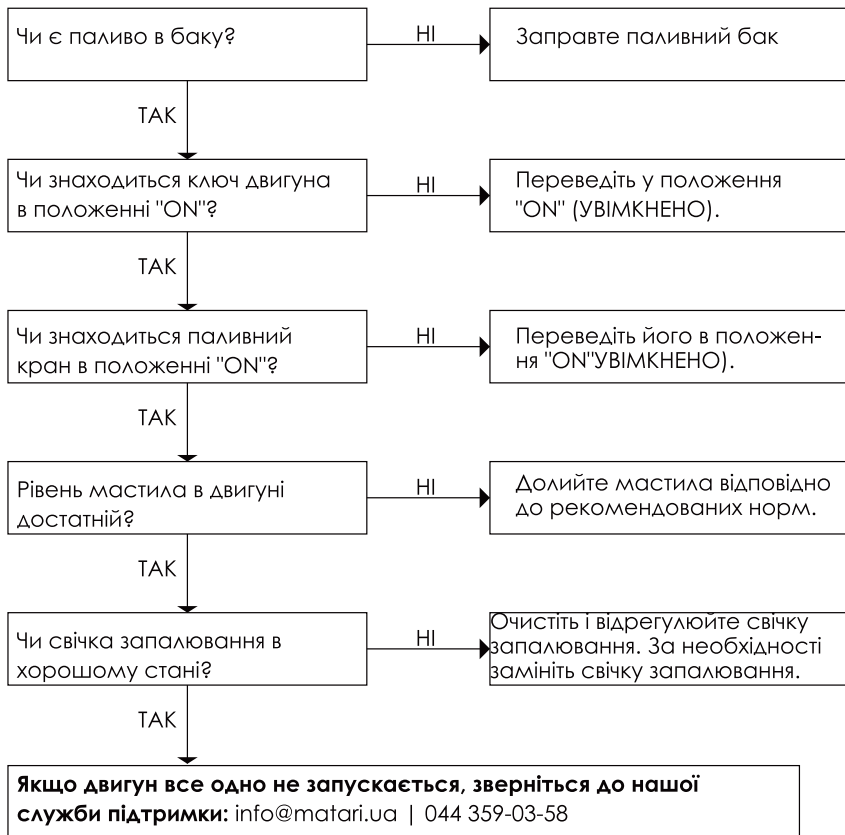 Чи є паливо в баку?
НІ
Заправте паливний бак
ТАК
Чи знаходиться ключ двигуна
в положенні "ON"?
НІ
Переведіть у положення
"ON" (УВІМКНЕНО).
ТАК
Чи знаходиться паливний
кран в положенні "ON"?
НІ
Переведіть його в положен-
ня "ON"УВІМКНЕНО).
ТАК
Рівень мастила в двигуні
достатній?
НІ
Долийте мастила відповідно
до рекомендованих норм.
ТАК
Чи свічка запалювання в
хорошому стані?
НІ
Очистіть і відрегулюйте свічку
запалювання. За необхідності
замініть свічку запалювання.
ТАК
Якщо двигун все одно не запускається, зверніться до нашої
служби підтримки: info@matari.ua | 044 359-03-58